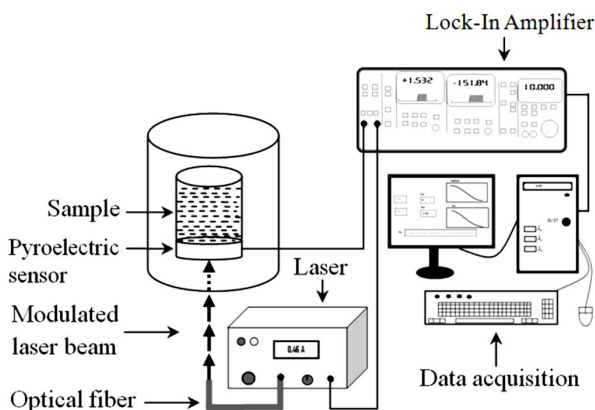 Lock-In Amplifier
+1.532
-151.84
10.000
Sample
Pyroelectric
sensor
Laser
Modulated
laser beam
0.46 A
Optical fiber
Data acquisition